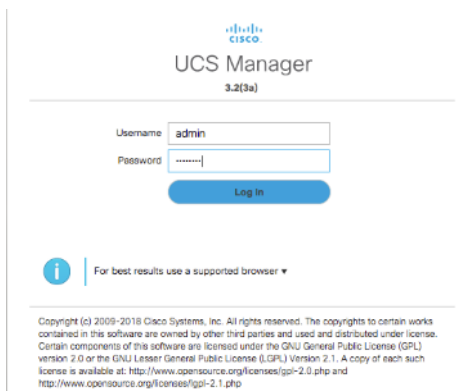 CISCO.
UCS Manager
3.2(3a)
Username admin
Password ••••••••
Log In
For best results use a supported browser ▾
Copyright (c) 2009-2018 Cisco Systems, Inc. All rights reserved. The copyrights to certain works
contained in this software are owned by other third parties and used and distributed under license.
Certain components of this software are licensed under the GNU General Public License (GPL)
version 2.0 or the GNU Lesser General Public License (LGPL) Version 2.1. A copy of each such
license is available at: http://www.opensource.org/licenses/gpl-2.0.php and
http://www.opensource.org/licenses/lgpl-2.1.php